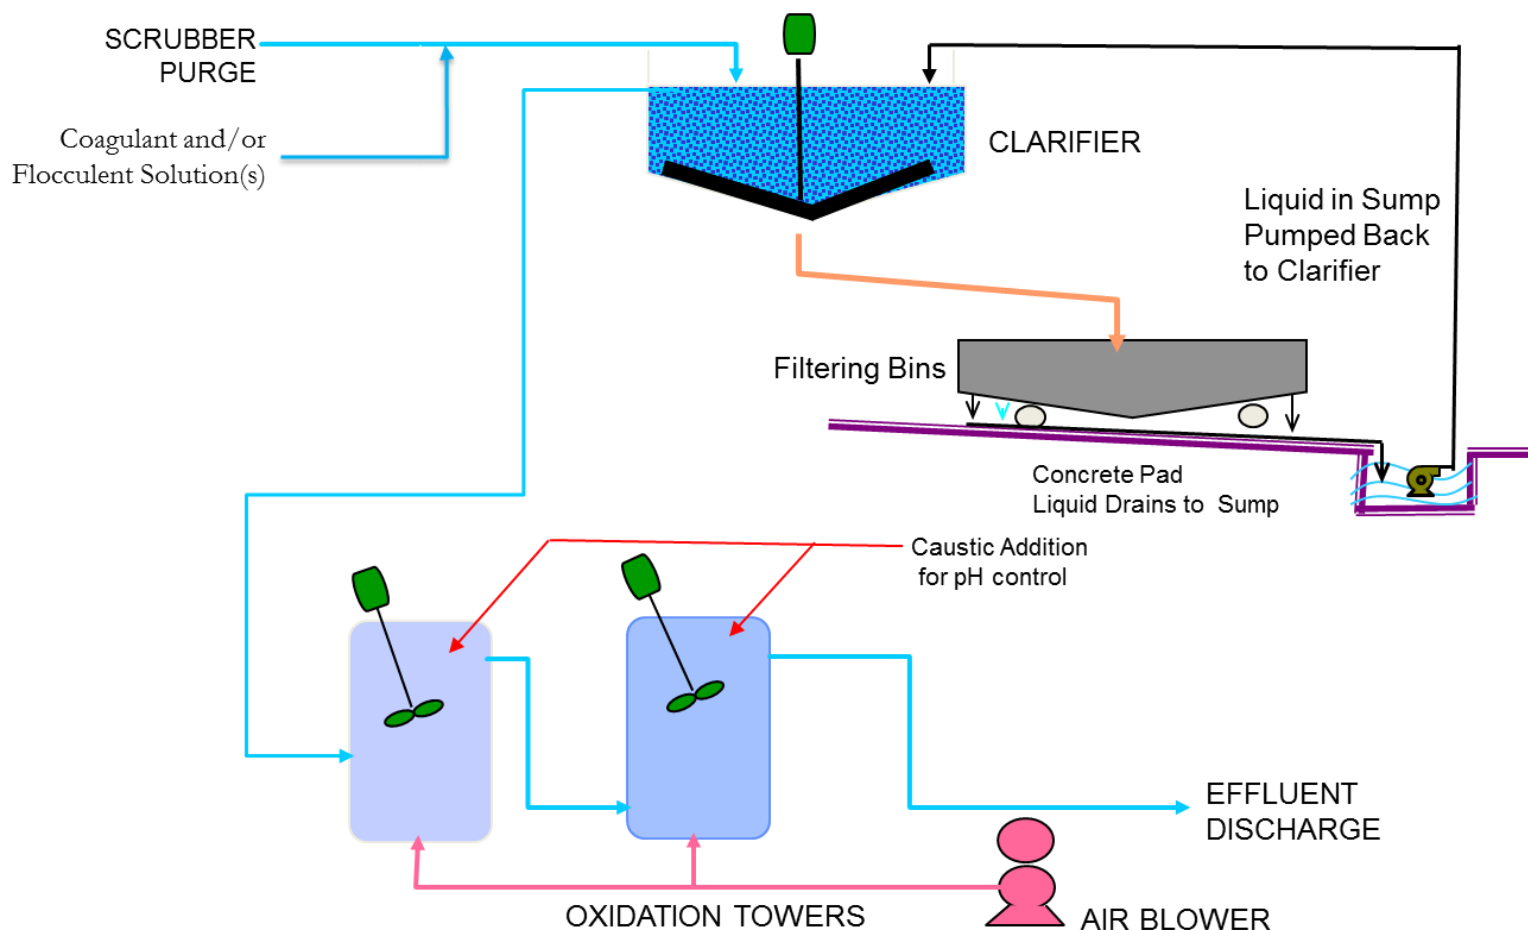 SCRUBBER
PURGE
Coagulant and/or
Flocculent Solution(s)
CLARIFIER
Liquid in Sump
Pumped Back
to Clarifier
Filtering Bins
Concrete Pad
Liquid Drains to Sump
Caustic Addition
for pH control
EFFLUENT
DISCHARGE
OXIDATION TOWERS
AIR BLOWER